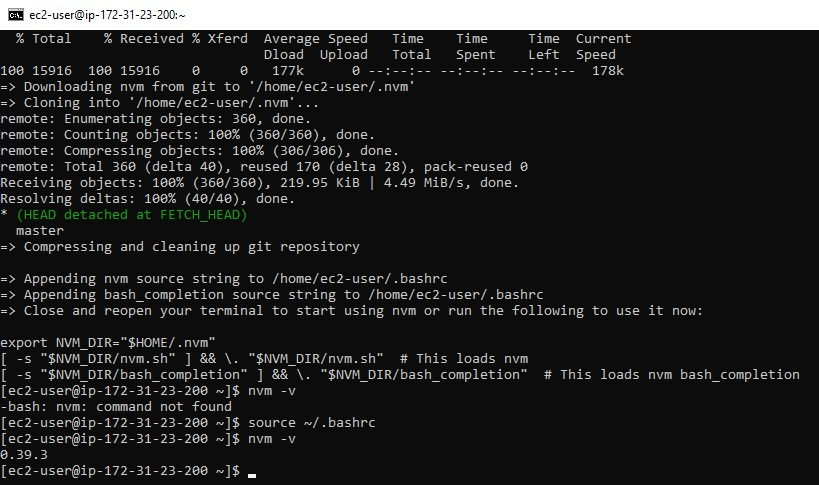 ec2-user@ip-172-31-23-200:~
  % Total    % Received % Xferd  Average Speed   Time    Time     Time  Current
                                 Dload  Upload   Total   Spent    Left  Speed
100 15916  100 15916    0     0   177k      0 --:--:-- --:--:-- --:--:--  178k
=> Downloading nvm from git to '/home/ec2-user/.nvm'
=> Cloning into '/home/ec2-user/.nvm'...
remote: Enumerating objects: 360, done.
remote: Counting objects: 100% (360/360), done.
remote: Compressing objects: 100% (306/306), done.
remote: Total 360 (delta 40), reused 170 (delta 28), pack-reused 0
Receiving objects: 100% (360/360), 219.95 KiB | 4.49 MiB/s, done.
Resolving deltas: 100% (40/40), done.
* (HEAD detached at FETCH_HEAD)
  master
=> Compressing and cleaning up git repository

=> Appending nvm source string to /home/ec2-user/.bashrc
=> Appending bash_completion source string to /home/ec2-user/.bashrc
=> Close and reopen your terminal to start using nvm or run the following to use it now:

export NVM_DIR="$HOME/.nvm"
[ -s "$NVM_DIR/nvm.sh" ] && \. "$NVM_DIR/nvm.sh"  # This loads nvm
[ -s "$NVM_DIR/bash_completion" ] && \. "$NVM_DIR/bash_completion"  # This loads nvm bash_completion
[ec2-user@ip-172-31-23-200 ~]$ nvm -v
-bash: nvm: command not found
[ec2-user@ip-172-31-23-200 ~]$ source ~/.bashrc
[ec2-user@ip-172-31-23-200 ~]$ nvm -v
0.39.3
[ec2-user@ip-172-31-23-200 ~]$